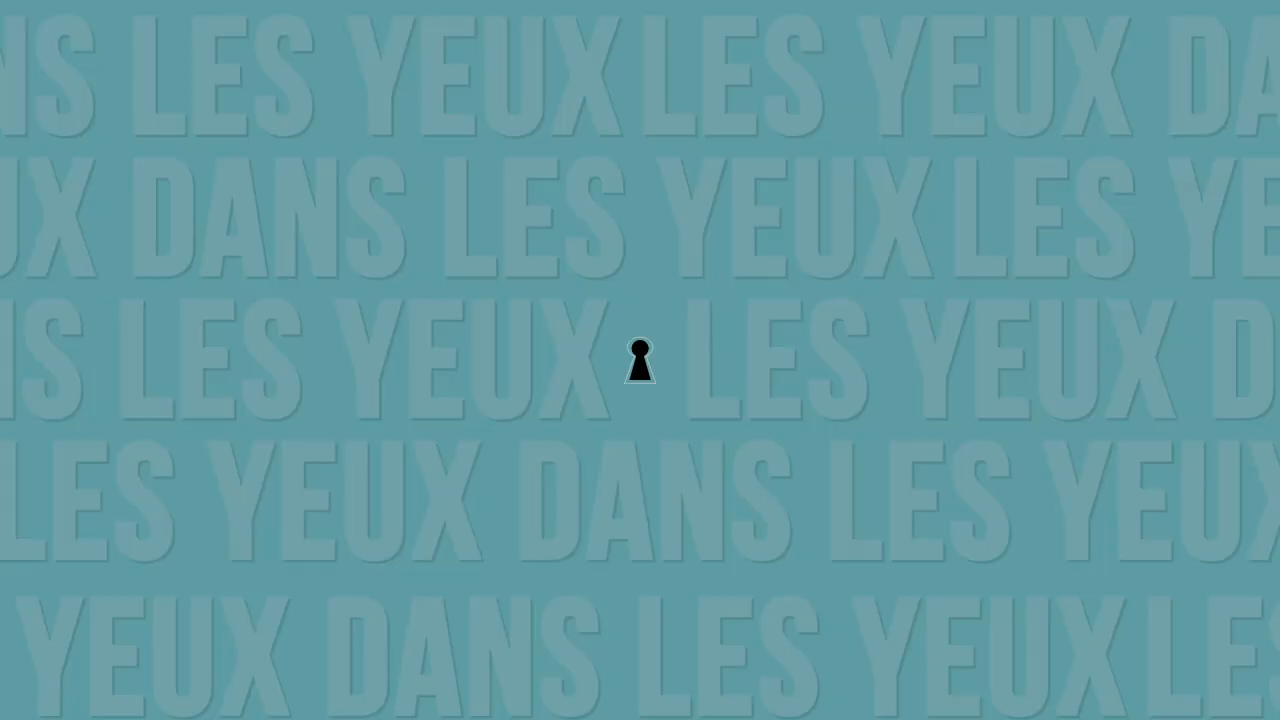 NS LES YEUX LES YEUX DA
UX DANS LES YEUX LES YE
NS LES YEUX LES YEUX D
LES YEUX DANS LES YEUX
YEUX DANS LES YEUX LES